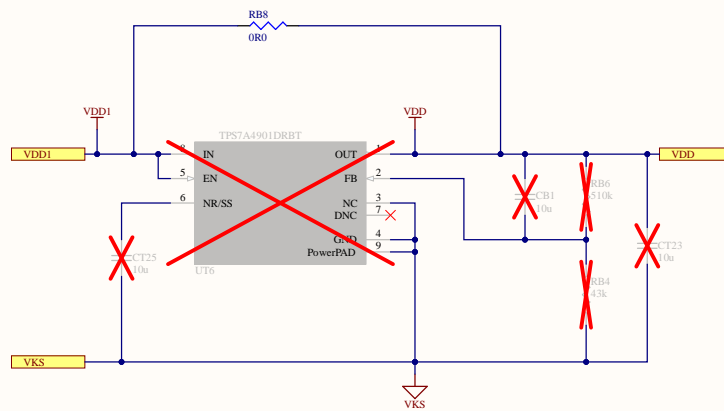 RB8
0R0
VDD1
VDD
TPS7A4901DRBT
VDD1
VDD
8
IN
OUT
1
5
EN
FB
2
6
NR/SS
NC
3
DNC
7
GND
4
PowerPAD
9
UT6
CB1
10u
RB6
510k
CT25
10u
CT23
10u
RB4
43k
VKS
VKS